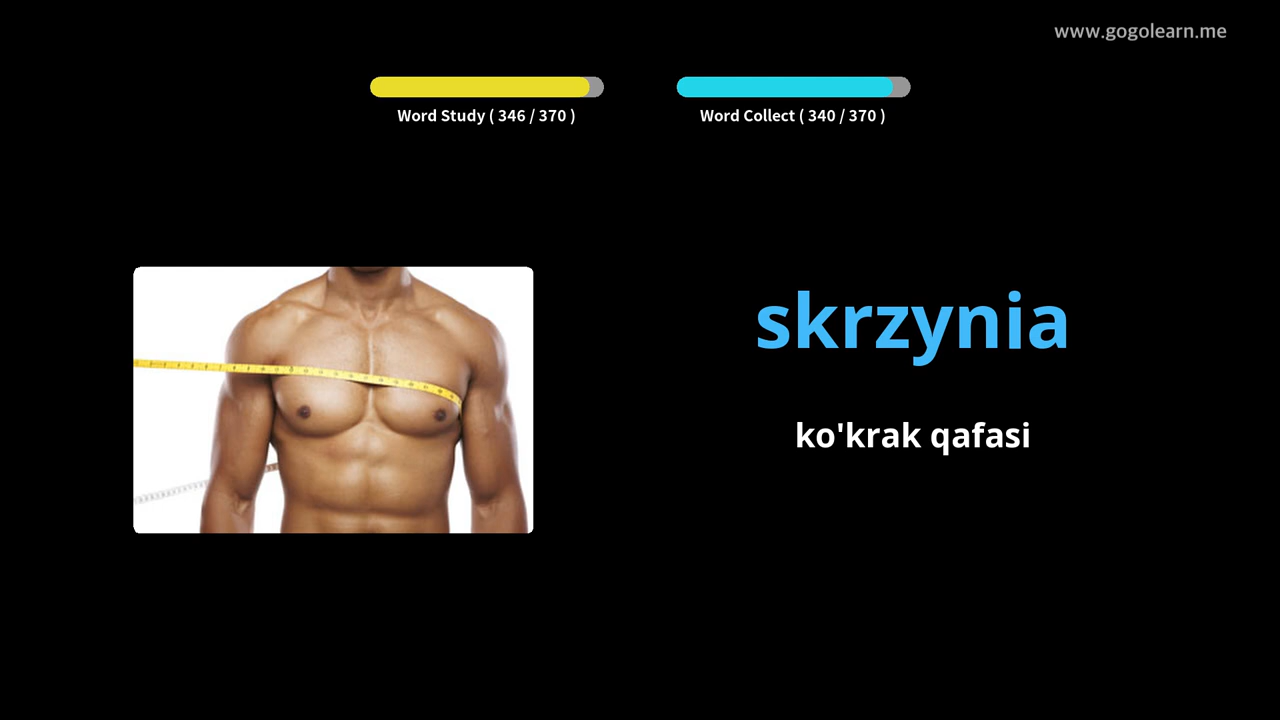 www.gogolearn.me
Word Study ( 346 / 370 )
Word Collect ( 340 / 370 )
skrzynia
ko'krak qafasi